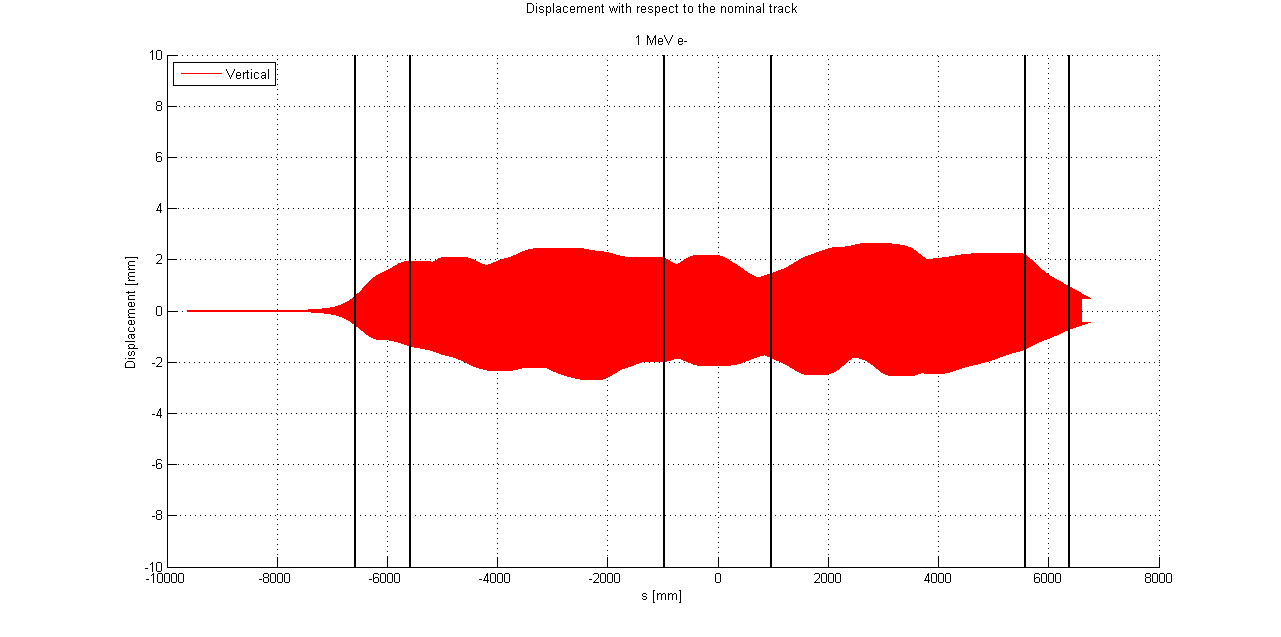 Displacement with respect to the nominal track
1 MeV e-
Vertical
10
8
6
4
2
0
-2
-4
-6
-8
-10
Displacement [mm]
-10000 -8000 -6000 -4000 -2000 0 2000 4000 6000 8000
s [mm]